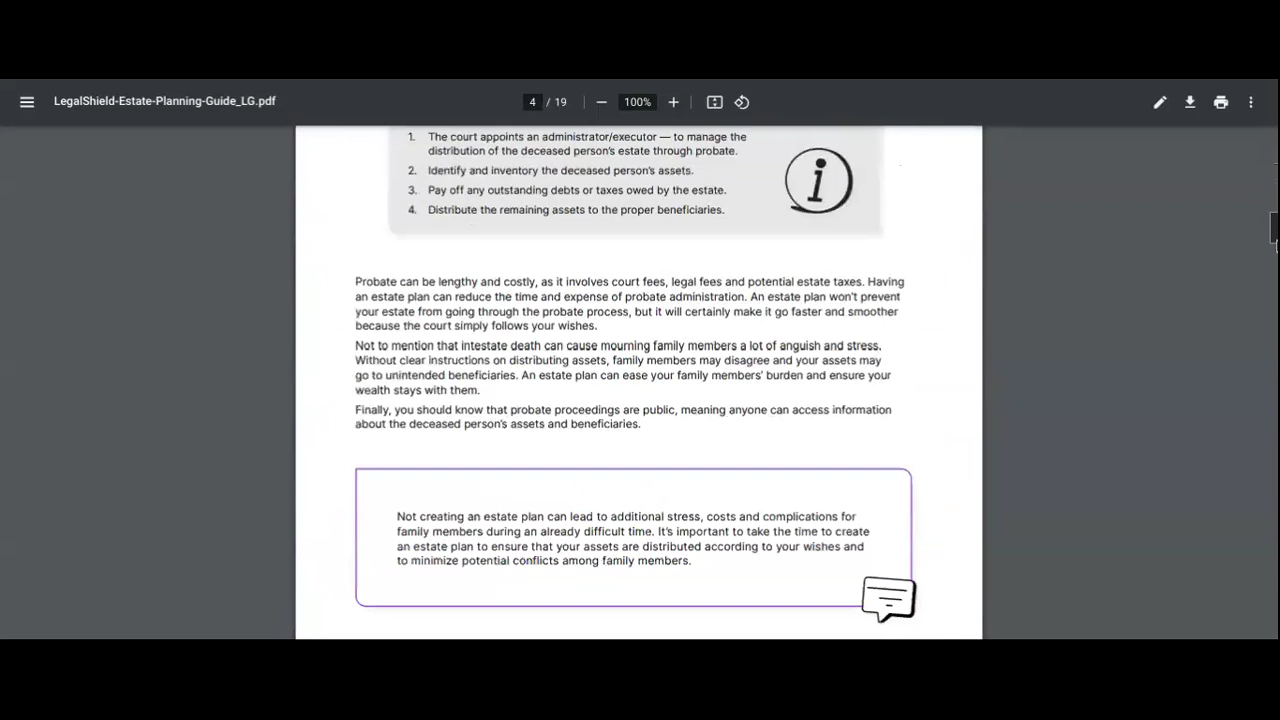 LegalShield-Estate-Planning-Guide_LG.pdf
4 / 19
100%
1. The court appoints an administrator/executor — to manage the
distribution of the deceased person's estate through probate.
2. Identify and inventory the deceased person's assets.
3. Pay off any outstanding debts or taxes owed by the estate.
4. Distribute the remaining assets to the proper beneficiaries.
Probate can be lengthy and costly, as it involves court fees, legal fees and potential estate taxes. Having
an estate plan can reduce the time and expense of probate administration. An estate plan won't prevent
your estate from going through the probate process, but it will certainly make it go faster and smoother
because the court simply follows your wishes.
Not to mention that intestate death can cause mourning family members a lot of anguish and stress.
Without clear instructions on distributing assets, family members may disagree and your assets may
go to unintended beneficiaries. An estate plan can ease your family members' burden and ensure your
wealth stays with them.
Finally, you should know that probate proceedings are public, meaning anyone can access information
about the deceased person's assets and beneficiaries.
Not creating an estate plan can lead to additional stress, costs and complications for
family members during an already difficult time. It's important to take the time to create
an estate plan to ensure that your assets are distributed according to your wishes and
to minimize potential conflicts among family members.